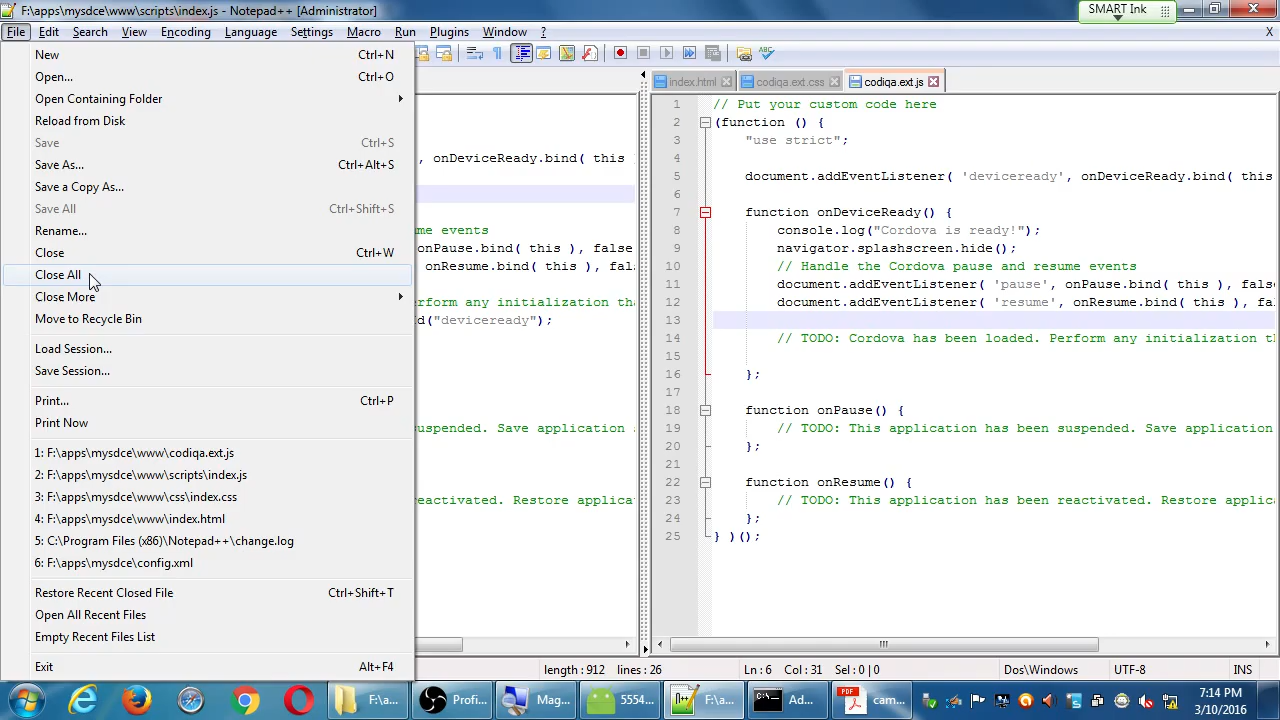 F:\apps\mysdce\www\scripts\index.js - Notepad++ [Administrator]
SMART Ink
File Edit Search View Encoding Language Settings Macro Run Plugins Window ? X
New Ctrl+N
Open... Ctrl+O
Open Containing Folder
Reload from Disk
Save Ctrl+S
Save As... Ctrl+Alt+S
Save a Copy As...
Save All Ctrl+Shift+S
Rename...
Close Ctrl+W
Close All
Close More
Move to Recycle Bin
Load Session...
Save Session...
Print... Ctrl+P
Print Now
1: F:\apps\mysdce\www\codiqa.ext.js
2: F:\apps\mysdce\www\scripts\index.js
3: F:\apps\mysdce\www\css\index.css
4: F:\apps\mysdce\www\index.html
5: C:\Program Files (x86)\Notepad++\change.log
6: F:\apps\mysdce\config.xml
Restore Recent Closed File Ctrl+Shift+T
Open All Recent Files
Empty Recent Files List
Exit Alt+F4
, onDeviceReady.bind( this
me events
onPause.bind( this ), false
onResume.bind( this ), fal
erform any initialization th
d("deviceready");
uspended. Save application
eactivated. Restore applica
index.html codiqa.ext.css codiqa.ext.js
1 // Put your custom code here
2 (function () {
3 "use strict";
4
5 document.addEventListener( 'deviceready', onDeviceReady.bind( this
6
7 function onDeviceReady() {
8 console.log("Cordova is ready!");
9 navigator.splashscreen.hide();
10 // Handle the Cordova pause and resume events
11 document.addEventListener( 'pause', onPause.bind( this ), fals
12 document.addEventListener( 'resume', onResume.bind( this ), fa
13
14 // TODO: Cordova has been loaded. Perform any initialization t
15
16 };
17
18 function onPause() {
19 // TODO: This application has been suspended. Save application
20 };
21
22 function onResume() {
23 // TODO: This application has been reactivated. Restore applic
24 };
25 } )();
length : 912 lines : 26 Ln : 6 Col : 31 Sel : 0 | 0 Dos\Windows UTF-8 INS
F:\a... Profi... Mag... 5554... F:\a... Ad... PDF cam...
7:14 PM
3/10/2016